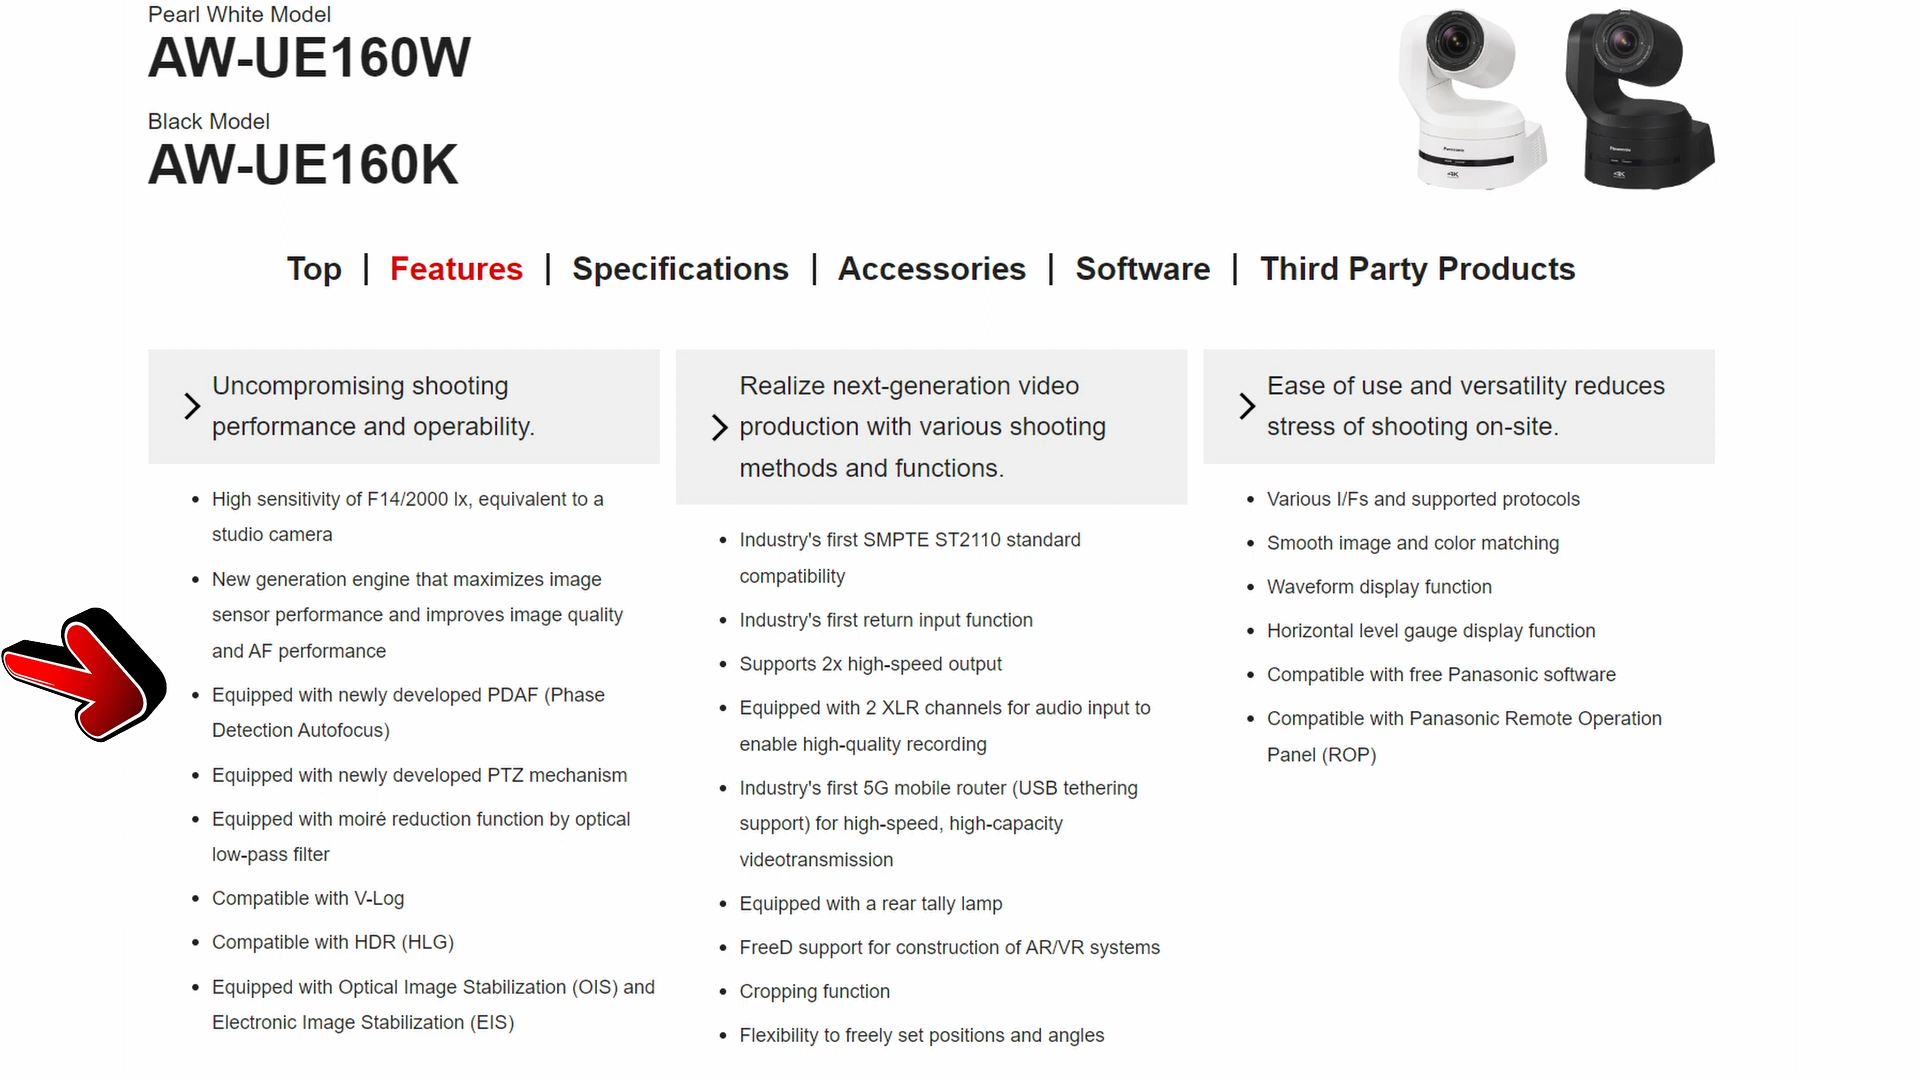 Pearl White Model
AW-UE160W
Black Model
AW-UE160K
Panasonic
4K
Panasonic
4K
Top | Features | Specifications | Accessories | Software | Third Party Products
Uncompromising shooting
performance and operability.
• High sensitivity of F14/2000 lx, equivalent to a
studio camera
• New generation engine that maximizes image
sensor performance and improves image quality
and AF performance
• Equipped with newly developed PDAF (Phase
Detection Autofocus)
• Equipped with newly developed PTZ mechanism
• Equipped with moiré reduction function by optical
low-pass filter
• Compatible with V-Log
• Compatible with HDR (HLG)
• Equipped with Optical Image Stabilization (OIS) and
Electronic Image Stabilization (EIS)
Realize next-generation video
production with various shooting
methods and functions.
• Industry's first SMPTE ST2110 standard
compatibility
• Industry's first return input function
• Supports 2x high-speed output
• Equipped with 2 XLR channels for audio input to
enable high-quality recording
• Industry's first 5G mobile router (USB tethering
support) for high-speed, high-capacity
videotransmission
• Equipped with a rear tally lamp
• FreeD support for construction of AR/VR systems
• Cropping function
• Flexibility to freely set positions and angles
Ease of use and versatility reduces
stress of shooting on-site.
• Various I/Fs and supported protocols
• Smooth image and color matching
• Waveform display function
• Horizontal level gauge display function
• Compatible with free Panasonic software
• Compatible with Panasonic Remote Operation
Panel (ROP)